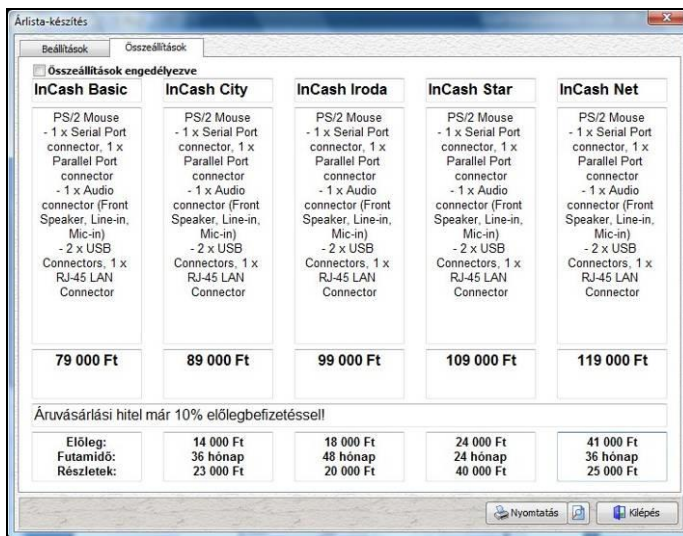 Árlista-készítés
Beállítások
Összeállítások
Összeállítások engedélyezve
InCash Basic
InCash City
InCash Iroda
InCash Star
InCash Net
PS/2 Mouse
- 1 x Serial Port
connector, 1 x
Parallel Port
connector
- 1 x Audio
connector (Front
Speaker, Line-in,
Mic-in)
- 2 x USB
Connectors, 1 x
RJ-45 LAN
Connector
PS/2 Mouse
- 1 x Serial Port
connector, 1 x
Parallel Port
connector
- 1 x Audio
connector (Front
Speaker, Line-in,
Mic-in)
- 2 x USB
Connectors, 1 x
RJ-45 LAN
Connector
PS/2 Mouse
- 1 x Serial Port
connector, 1 x
Parallel Port
connector
- 1 x Audio
connector (Front
Speaker, Line-in,
Mic-in)
- 2 x USB
Connectors, 1 x
RJ-45 LAN
Connector
PS/2 Mouse
- 1 x Serial Port
connector, 1 x
Parallel Port
connector
- 1 x Audio
connector (Front
Speaker, Line-in,
Mic-in)
- 2 x USB
Connectors, 1 x
RJ-45 LAN
Connector
PS/2 Mouse
- 1 x Serial Port
connector, 1 x
Parallel Port
connector
- 1 x Audio
connector (Front
Speaker, Line-in,
Mic-in)
- 2 x USB
Connectors, 1 x
RJ-45 LAN
Connector
79 000 Ft
89 000 Ft
99 000 Ft
109 000 Ft
119 000 Ft
Áruvásárlási hitel már 10% előlegbefizetéssel!
Előleg:
Futamidő:
Részletek:
14 000 Ft
36 hónap
23 000 Ft
18 000 Ft
48 hónap
20 000 Ft
24 000 Ft
24 hónap
40 000 Ft
41 000 Ft
36 hónap
25 000 Ft
Nyomtatás
Kilépés